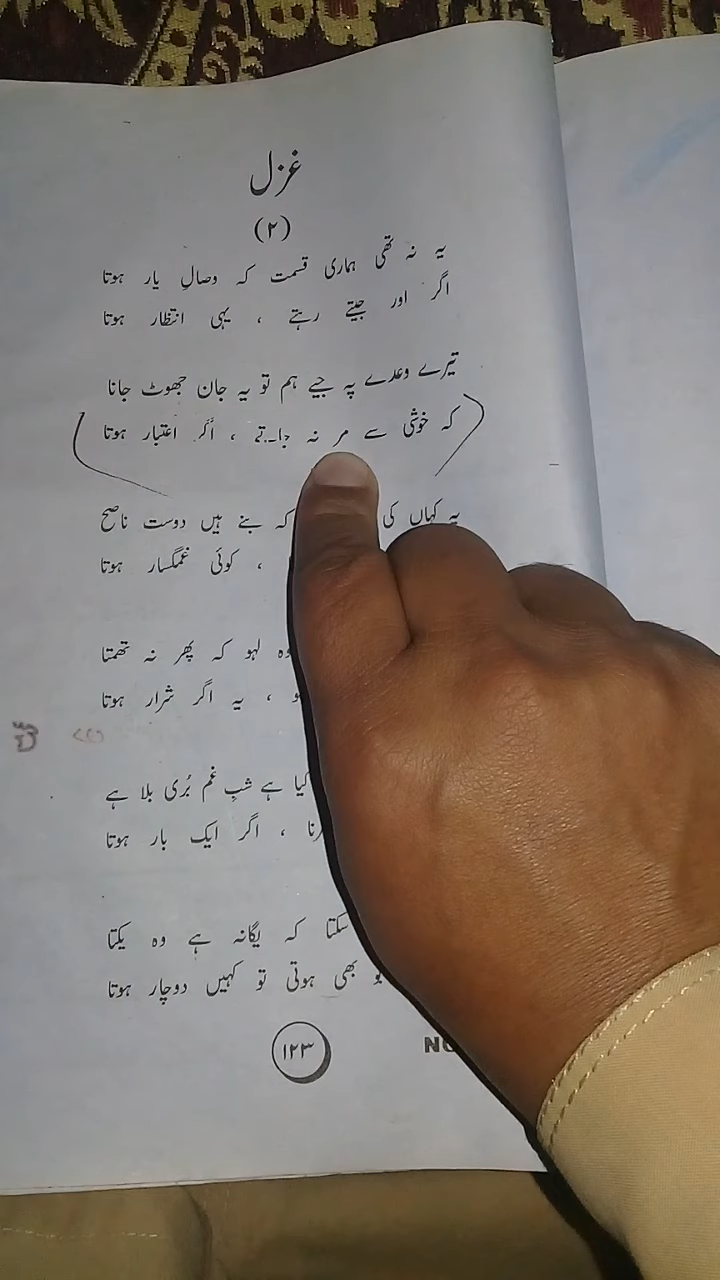 غزل
(۲)
یہ نہ تھی ہماری قسمت کہ وصالِ یار ہوتا
اگر اور جیتے رہتے ، یہی انتظار ہوتا
تیرے وعدے پہ جیے ہم تو یہ جان جھوٹ جانا
کہ خوشی سے مر نہ جاتے ، اگر اعتبار ہوتا
یہ کہاں کی کہ بنے ہیں دوست ناصح
، کوئی غمگسار ہوتا
وہ لہو کہ پھر نہ تھمتا
، یہ اگر شرار ہوتا
کیا ہے شبِ غم بُری بلا ہے
، اگر ایک بار ہوتا
سکتا کہ یگانہ ہے وہ یکتا
بھی ہوتی تو کہیں دوچار ہوتا
۱۲۳